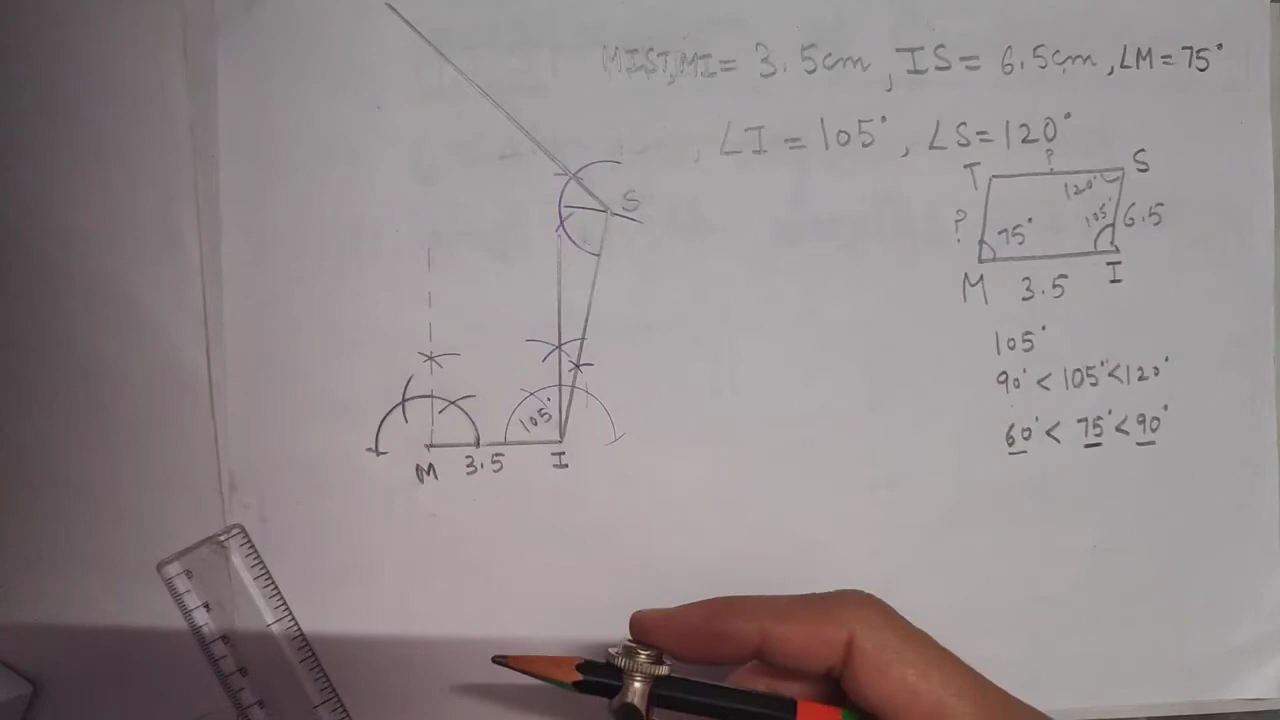 MIST, MI = 3.5cm, IS = 6.5cm, ∠M = 75°
, ∠I = 105°, ∠S = 120°
T ? S
120°
? 75° 105° 6.5
M 3.5 I
105°
90° < 105° < 120°
60° < 75° < 90°
S
105°
M 3.5 I